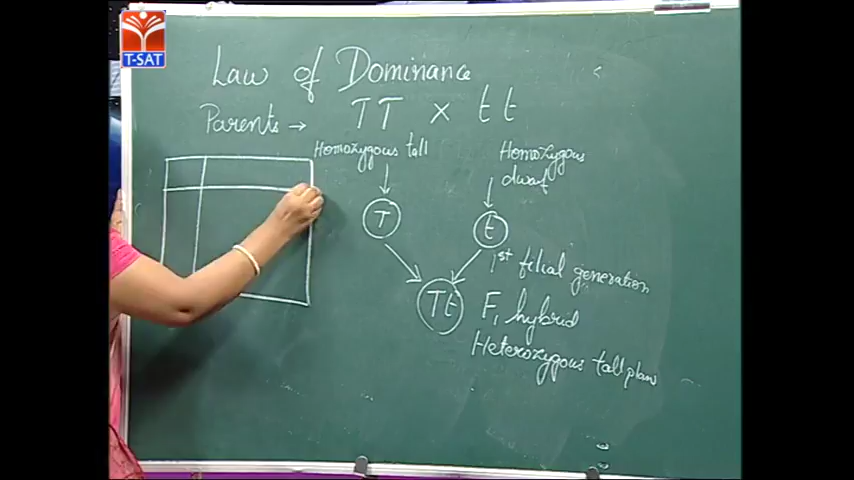 T-SAT
Law of Dominance
Parents → TT × tt
Homozygous tall
Homozygous
dwarf
T
t
1st filial generation
Tt
F1 hybrid
Heterozygous tall plan